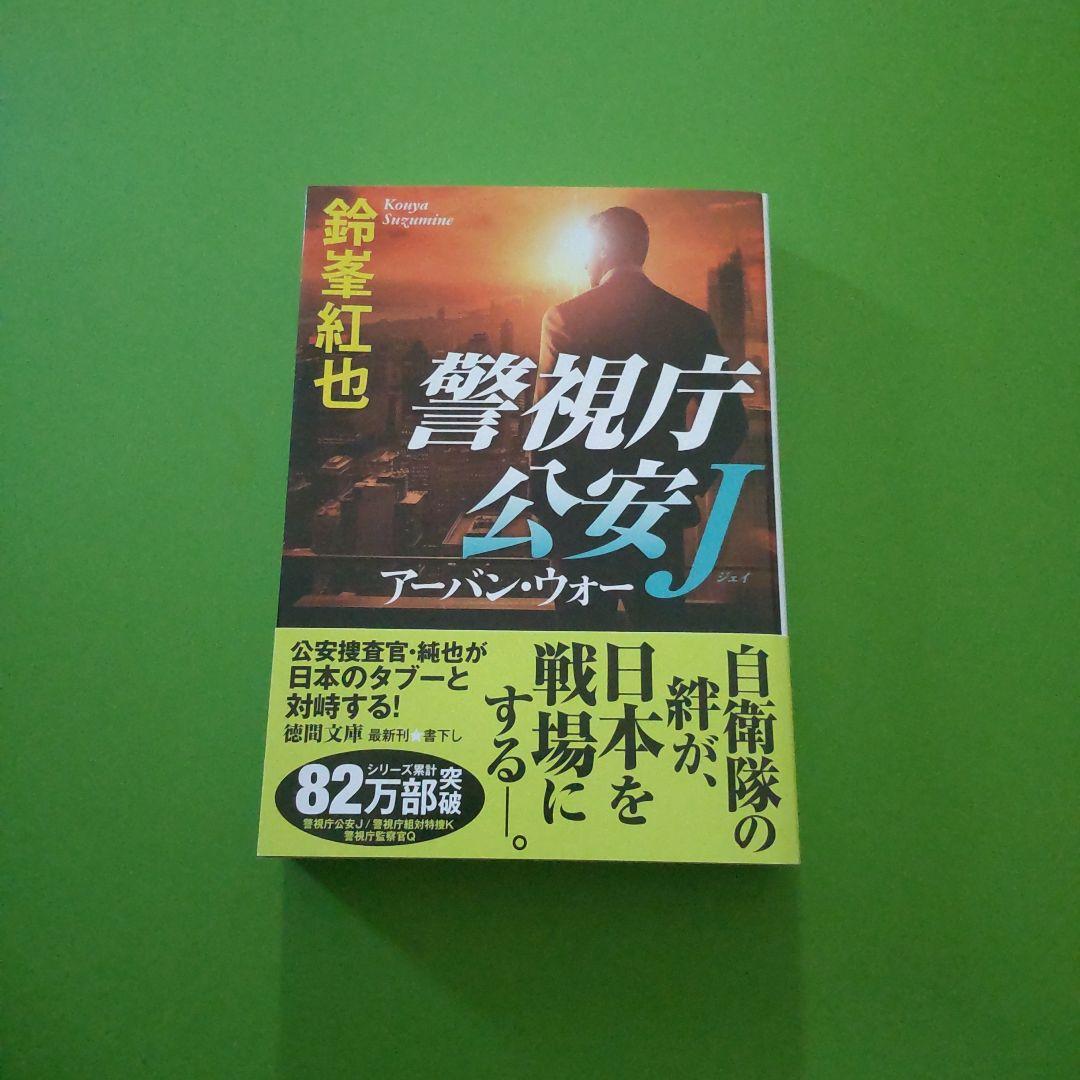 鈴峯紅也
Kouya
Suzumine
警視庁
公安J
ジェイ
アーバン・ウォー
自衛隊の
絆が、
日本を
戦場に
する―。
公安捜査官・純也が
日本のタブーと
対峙する!
徳間文庫 最新刊★書下し
シリーズ累計
82万部突破
警視庁公安J/警視庁組対特捜K
警視庁監察官Q